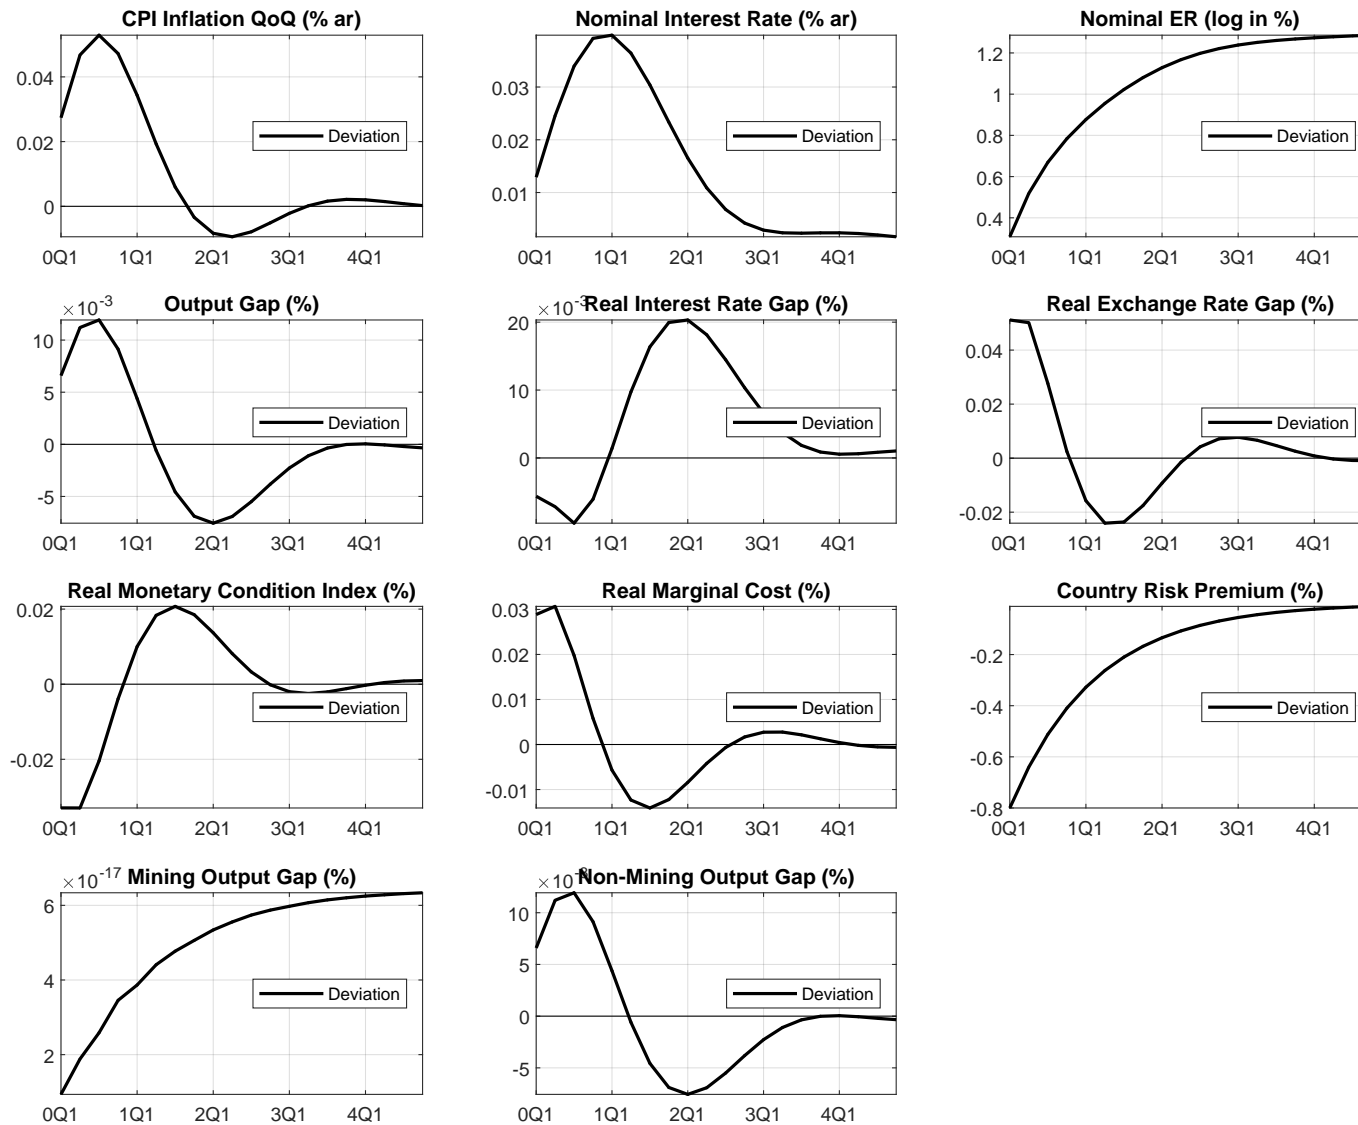 CPI Inflation QoQ (% ar)
0.04
0.02
0
Deviation
0Q1 1Q1 2Q1 3Q1 4Q1
Nominal Interest Rate (% ar)
0.03
0.02
0.01
Deviation
0Q1 1Q1 2Q1 3Q1 4Q1
Nominal ER (log in %)
1.2
1
0.8
0.6
0.4
Deviation
0Q1 1Q1 2Q1 3Q1 4Q1
×10-3
Output Gap (%)
10
5
0
-5
Deviation
0Q1 1Q1 2Q1 3Q1 4Q1
×10-3
Real Interest Rate Gap (%)
20
10
0
Deviation
0Q1 1Q1 2Q1 3Q1 4Q1
Real Exchange Rate Gap (%)
0.04
0.02
0
-0.02
Deviation
0Q1 1Q1 2Q1 3Q1 4Q1
Real Monetary Condition Index (%)
0.02
0
-0.02
Deviation
0Q1 1Q1 2Q1 3Q1 4Q1
Real Marginal Cost (%)
0.03
0.02
0.01
0
-0.01
Deviation
0Q1 1Q1 2Q1 3Q1 4Q1
Country Risk Premium (%)
-0.2
-0.4
-0.6
-0.8
Deviation
0Q1 1Q1 2Q1 3Q1 4Q1
×10-17
Mining Output Gap (%)
6
4
2
Deviation
0Q1 1Q1 2Q1 3Q1 4Q1
×10
Non-Mining Output Gap (%)
10
5
0
-5
Deviation
0Q1 1Q1 2Q1 3Q1 4Q1